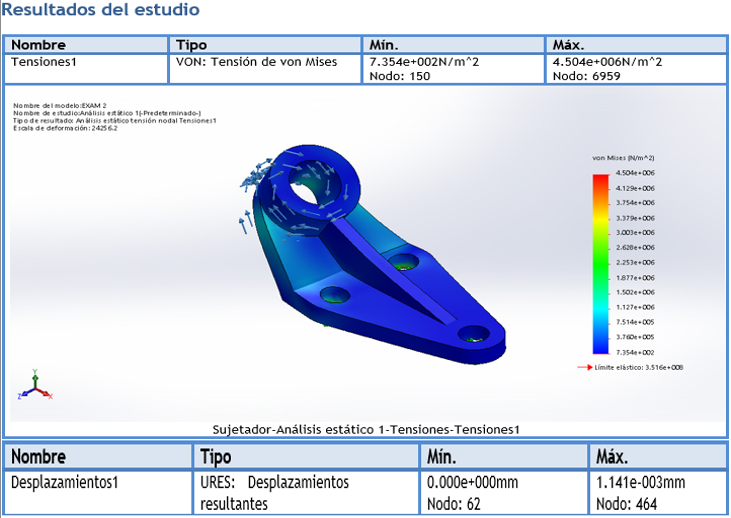 Resultados del estudio
Nombre Tipo Mín. Máx.
Tensiones1 VON: Tensión de von Mises 7.354e+002N/m^2 4.504e+006N/m^2
Nodo: 150 Nodo: 6959
Nombre del modelo:EXAM 2
Nombre de estudio:Análisis estático 1(-Predeterminado-)
Tipo de resultado: Análisis estático tensión nodal Tensiones1
Escala de deformación: 24256.2
von Mises (N/m^2)
4.504e+006
4.129e+006
3.754e+006
3.379e+006
3.003e+006
2.628e+006
2.253e+006
1.877e+006
1.502e+006
1.127e+006
7.514e+005
3.760e+005
7.354e+002
Límite elástico: 3.516e+008
Y
Z X
Sujetador-Análisis estático 1-Tensiones-Tensiones1
Nombre Tipo Mín. Máx.
Desplazamientos1 URES: Desplazamientos 0.000e+000mm 1.141e-003mm
resultantes Nodo: 62 Nodo: 464